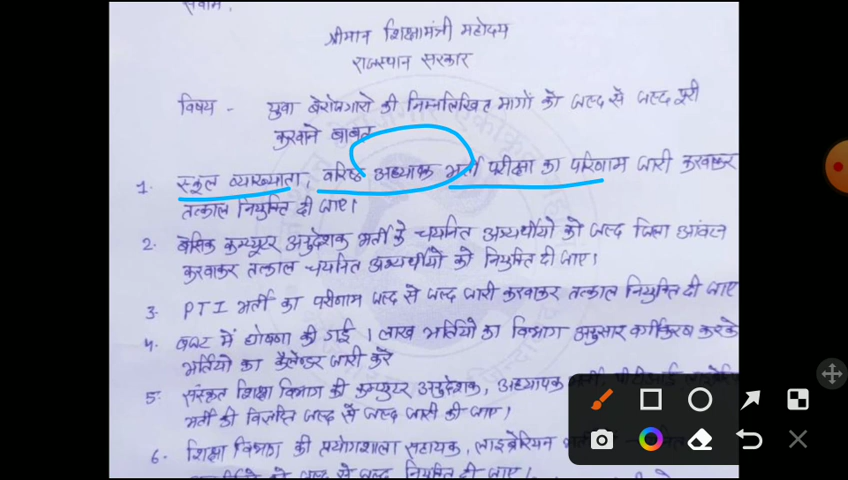 श्रीमान शिक्षामंत्री महोदय
राजस्थान सरकार
विषय - युवा बेरोजगारो की निम्नलिखित मांगों को जल्द से जल्द पूरी
करवाने बाबत
1. स्कूल व्याख्याता, वरिष्ठ अध्यापक भर्ती परीक्षा का परिणाम जारी करवाकर
तत्काल नियुक्ति दी जाए।
2. बेसिक कम्प्यूटर अनुदेशक भर्ती के चयनित अभ्यर्थीयो को जल्द जिला आंवटन
करवाकर तत्काल चयनित अभ्यर्थीयो को नियुक्ति दी जाए।
3. PTI भर्ती का परीणाम जल्द से जल्द जारी करवाकर तत्काल नियुक्ति दी जाए
4. बजट में घोषणा की गई 1 लाख भर्तियो का विभाग अनुसार वर्गीकरण करके
भर्तियो का कैलेण्डर जारी करें
5. संस्कृत शिक्षा विभाग की कम्प्युटर अनुदेशक, अध्यापक
भर्ती की विज्ञप्ति जल्द से जल्द जारी की जाए।
6. शिक्षा विभाग की प्रयोगशाला सहायक, लाइब्रेरियन
को जल्द से जल्द नियुक्ति दी जाए।